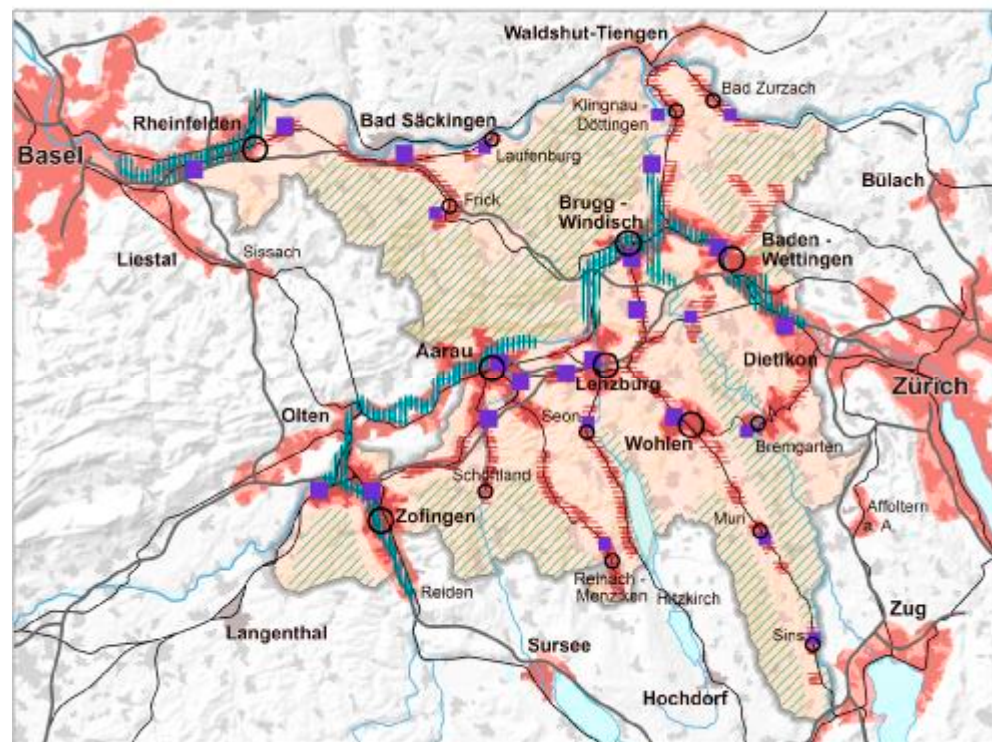 Waldshut-Tiengen
Bad Zurzach
Klingnau -
Döttingen
Rheinfelden
Bad Säckingen
Basel
Laufenburg
Bülach
Frick
Brugg -
Windisch
Baden -
Wettingen
Liestal
Sissach
Aarau
Dietikon
Lenzburg
Zürich
Olten
Seon
Wohlen
Bremgarten
Schöftland
Affoltern
a. A.
Zofingen
Muri
Reinach -
Menziken
Hitzkirch
Reiden
Langenthal
Zug
Sursee
Sins
Hochdorf